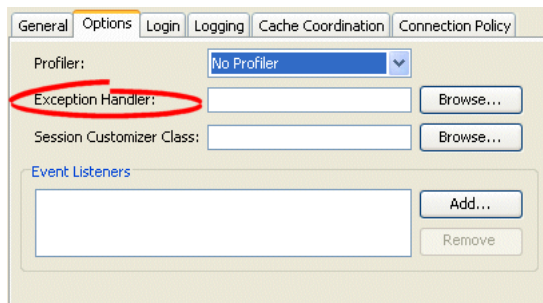 General Options Login Logging Cache Coordination Connection Policy
Profiler: No Profiler
Exception Handler: Browse...
Session Customizer Class: Browse...
Event Listeners
Add...
Remove